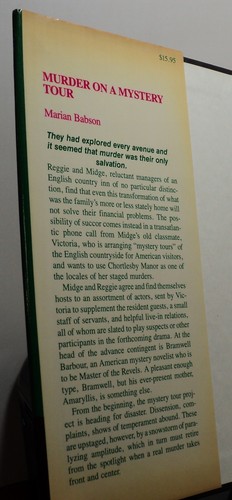 $15.95
MURDER ON A MYSTERY
TOUR
Marian Babson
They had explored every avenue and
it seemed that murder was their only
salvation.
Reggie and Midge, reluctant managers of an
English country inn of no particular distinc-
tion, find that even this transformation of what
was the family's more or less stately home will
not solve their financial problems. The pos-
sibility of succor comes instead in a transatlan-
tic phone call from Midge's old classmate,
Victoria, who is arranging "mystery tours" of
the English countryside for American visitors,
and wants to use Chortlesby Manor as one of
the locales of her staged murders.
Midge and Reggie agree and find themselves
hosts to an assortment of actors, sent by Vic-
toria to supplement the resident guests, a small
staff of servants, and helpful live-in relations,
all of whom are slated to play suspects or other
participants in the forthcoming drama. At the
head of the advance contingent is Bramwell
Barbour, an American mystery novelist who is
to be Master of the Revels. A pleasant enough
type, Bramwell, but his ever-present mother,
Amaryllis, is something else.
From the beginning, the mystery tour proj-
ect is heading for disaster. Dissension, com-
plaints, shows of temperament abound. These
are upstaged, however, by a snowstorm of para-
lyzing amplitude, which in turn must retire
from the spotlight when a real murder takes
front and center.